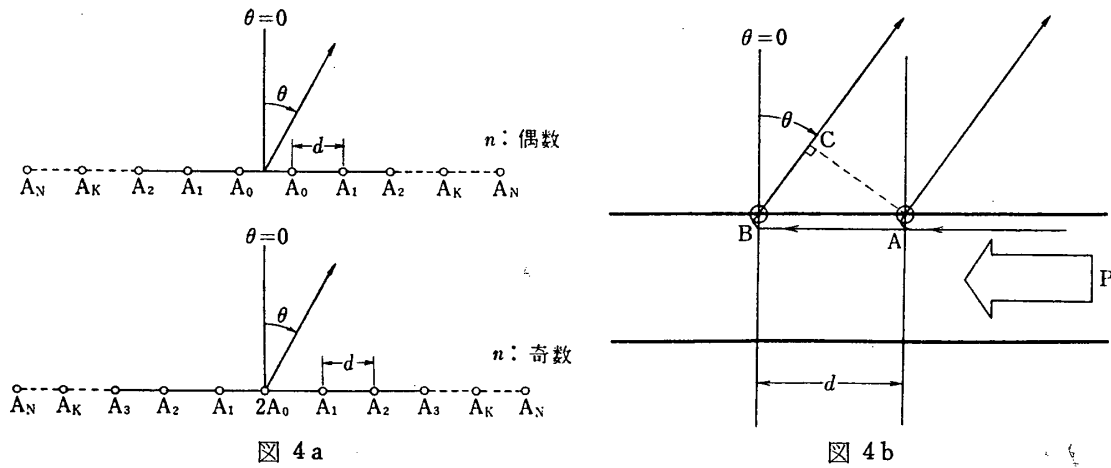 θ=0
θ
d
n：偶数
A_N A_K A_2 A_1 A_0 A_0 A_1 A_2 A_K A_N
θ=0
θ
d
n：奇数
A_N A_K A_3 A_2 A_1 2A_0 A_1 A_2 A_3 A_K A_N
図 4a
θ=0
θ
C
B
A
P
d
図 4b